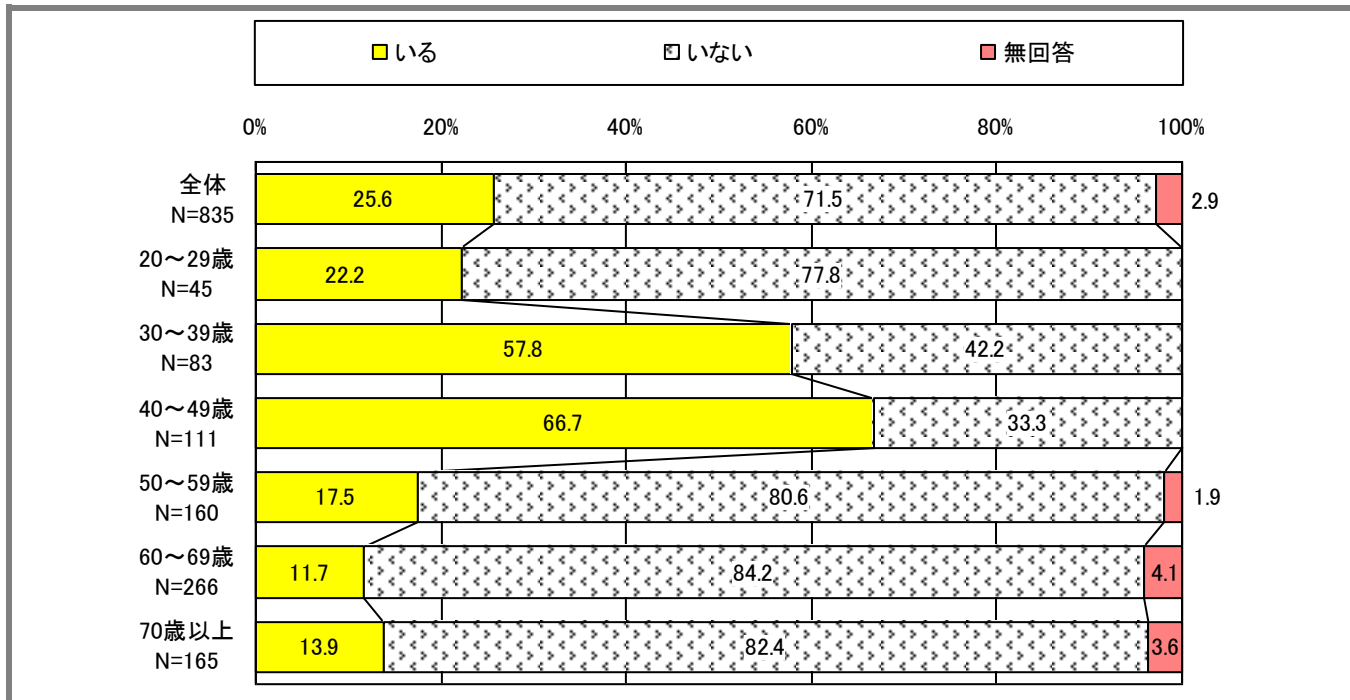 いる いない 無回答
0% 20% 40% 60% 80% 100%
全体
N=835
25.6 71.5 2.9
20～29歳
N=45
22.2 77.8
30～39歳
N=83
57.8 42.2
40～49歳
N=111
66.7 33.3
50～59歳
N=160
17.5 80.6 1.9
60～69歳
N=266
11.7 84.2 4.1
70歳以上
N=165
13.9 82.4 3.6